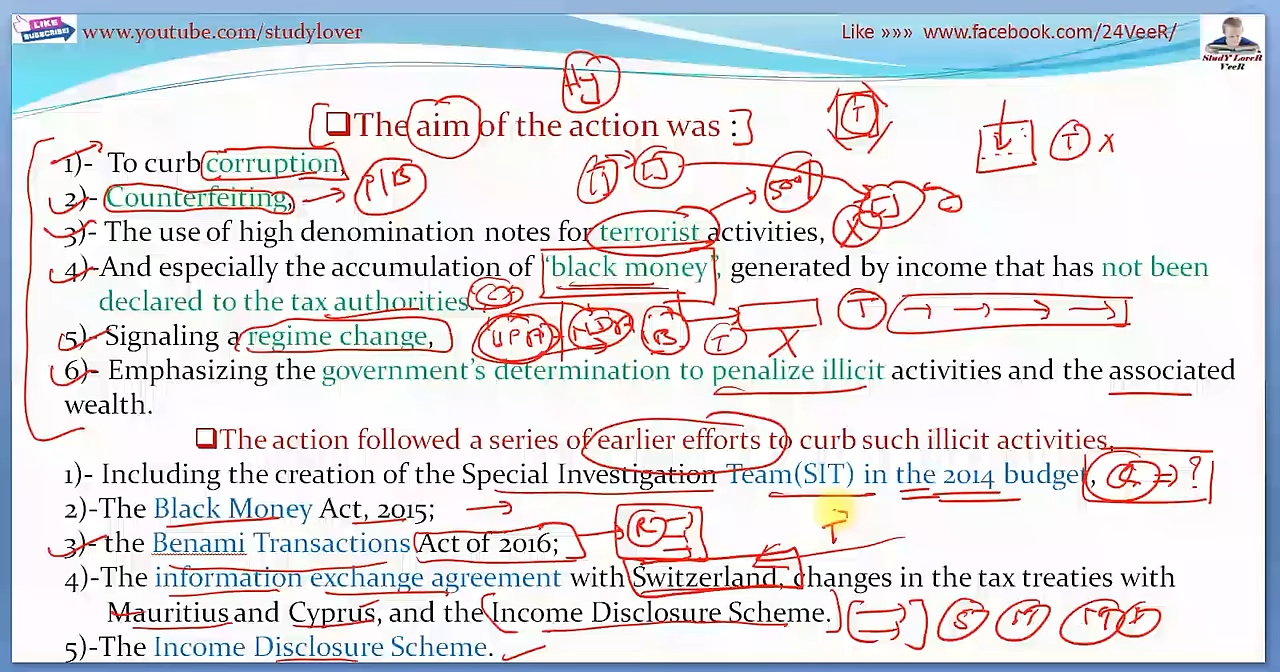 LIKE
SUBSCRIBE!
www.youtube.com/studylover
Like »»» www.facebook.com/24VeeR/
StudY LoveR
VeeR
❑The aim of the action was :
1)- To curb corruption,
2)- Counterfeiting, → P/B
3)- The use of high denomination notes for terrorist activities,
4)-And especially the accumulation of 'black money', generated by income that has not been
declared to the tax authorities.
5)- Signaling a regime change, UPA NDA B T X
6)- Emphasizing the government's determination to penalize illicit activities and the associated
wealth.
❑The action followed a series of earlier efforts to curb such illicit activities,
1)- Including the creation of the Special Investigation Team(SIT) in the 2014 budget,
2)-The Black Money Act, 2015;
3)- the Benami Transactions Act of 2016;
4)-The information exchange agreement with Switzerland, changes in the tax treaties with
Mauritius and Cyprus, and the Income Disclosure Scheme.
5)-The Income Disclosure Scheme.